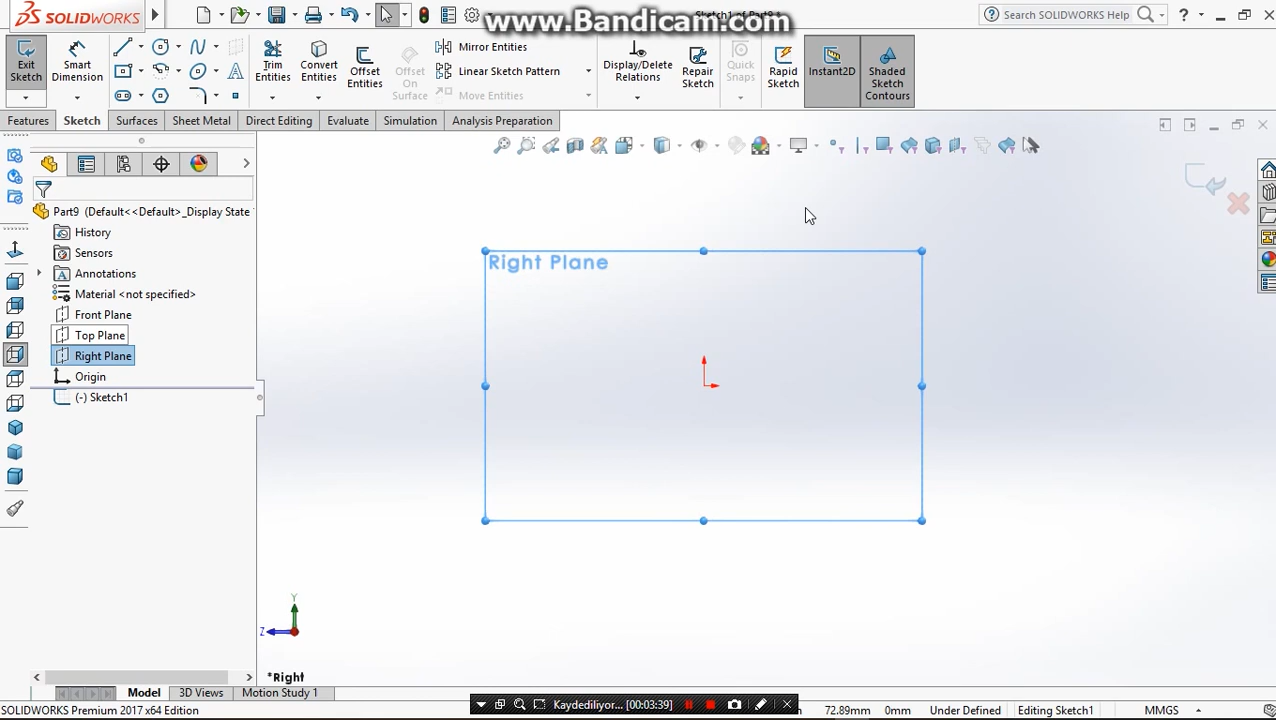 SOLIDWORKS
www.Bandicam.com
Search SOLIDWORKS Help
Exit Sketch
Smart Dimension
Trim Entities
Convert Entities
Offset Entities
Offset On Surface
Mirror Entities
Linear Sketch Pattern
Move Entities
Display/Delete Relations
Repair Sketch
Quick Snaps
Rapid Sketch
Instant2D
Shaded Sketch Contours
Features
Sketch
Surfaces
Sheet Metal
Direct Editing
Evaluate
Simulation
Analysis Preparation
Part9 (Default<<Default>_Display State
History
Sensors
Annotations
Material <not specified>
Front Plane
Top Plane
Right Plane
Origin
(-) Sketch1
Right Plane
Y
Z
*Right
Model
3D Views
Motion Study 1
Kaydediliyor... [00:03:39]
SOLIDWORKS Premium 2017 x64 Edition
72.89mm
0mm
Under Defined
Editing Sketch1
MMGS